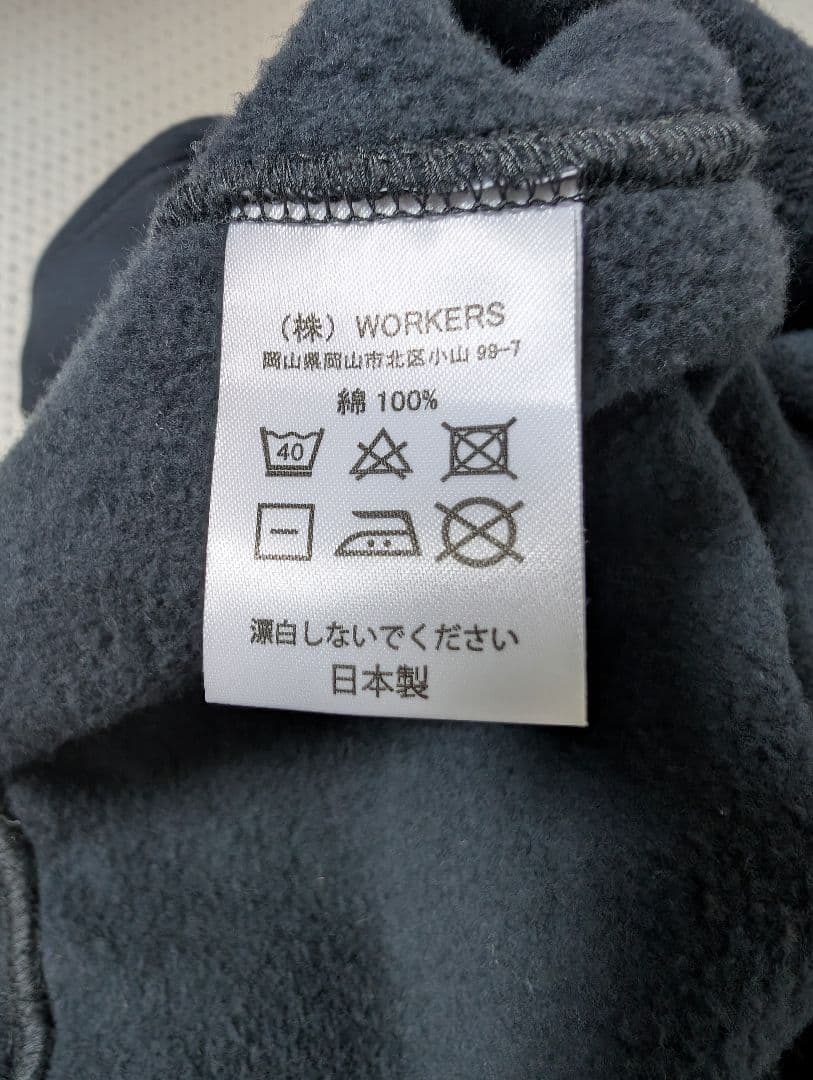 （株）WORKERS
岡山県岡山市北区小山 99-7
綿 100%
40
漂白しないでください
日本製